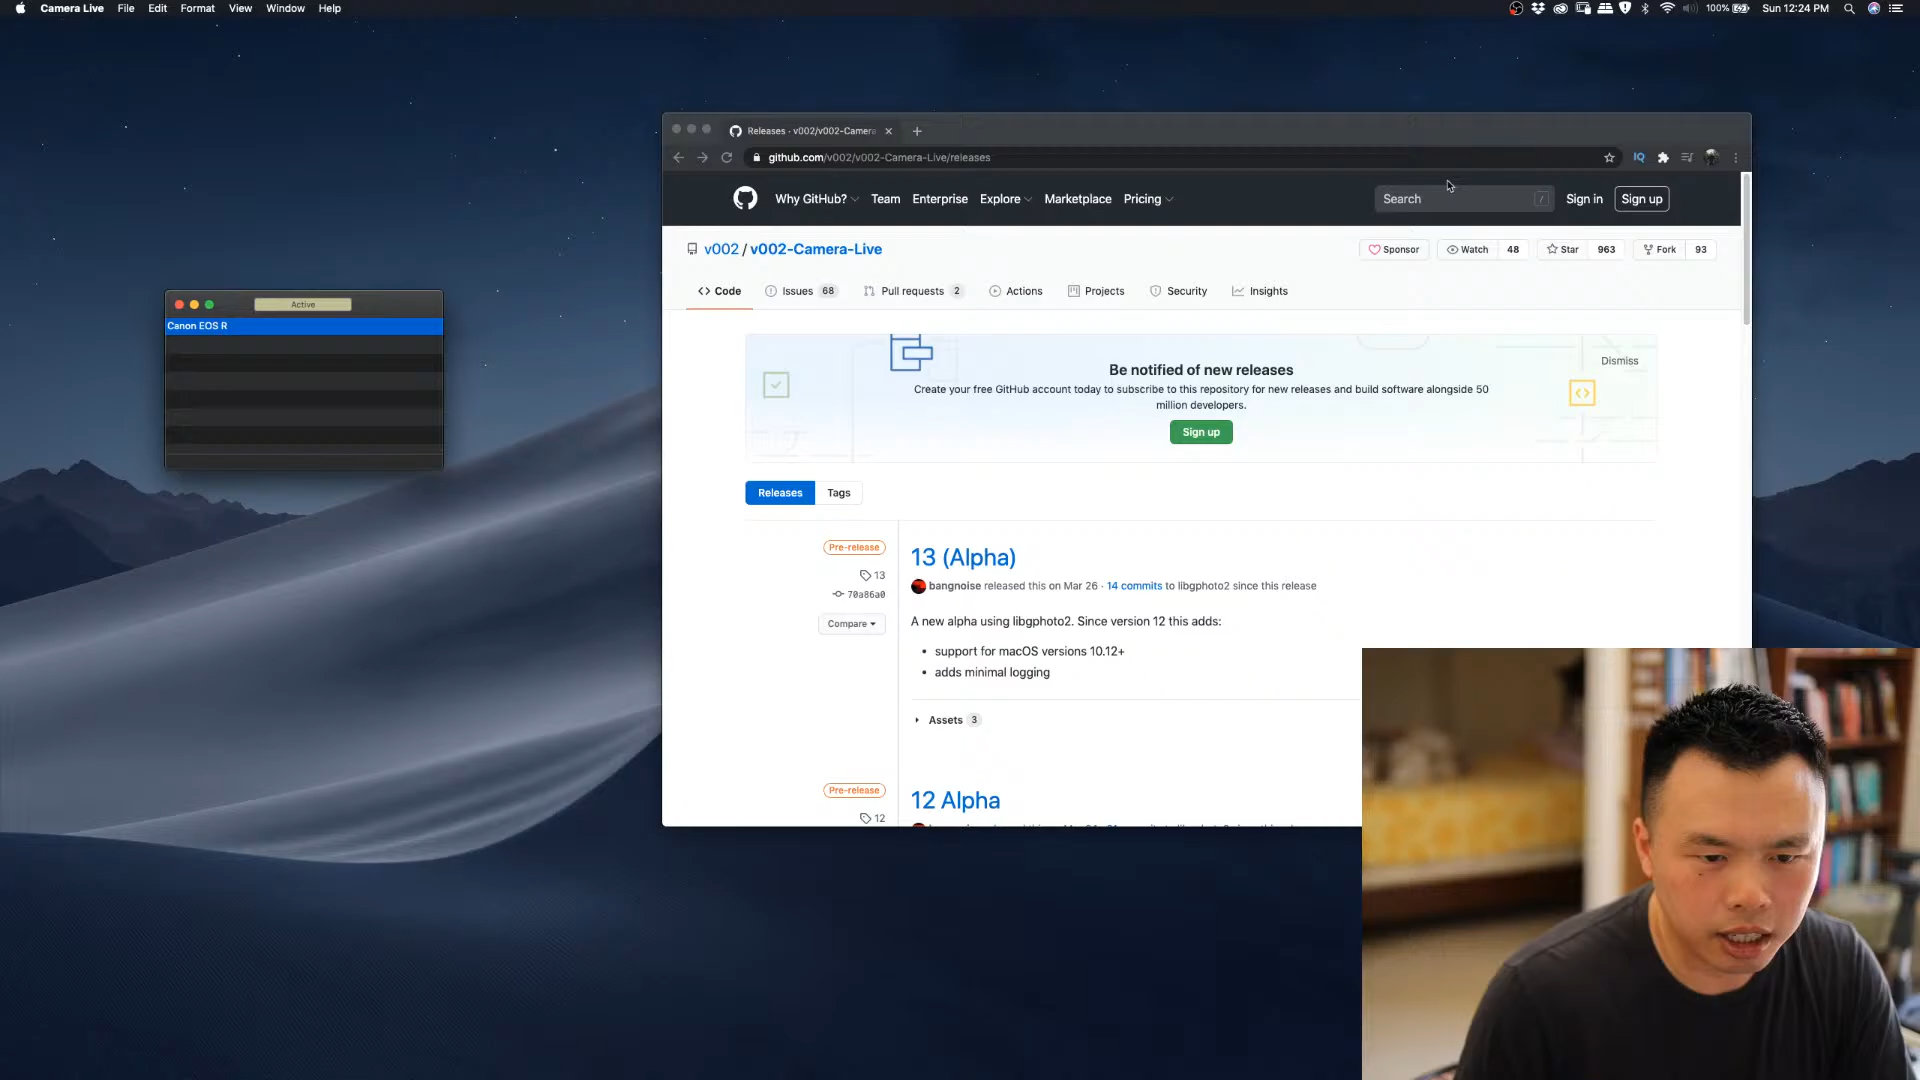 Camera Live File Edit Format View Window Help
100% Sun 12:24 PM
Active
Canon EOS R
Releases · v002/v002-Camera
github.com/v002/v002-Camera-Live/releases
IQ
Why GitHub? Team Enterprise Explore Marketplace Pricing
Search /
Sign in Sign up
v002 / v002-Camera-Live
Sponsor Watch 48 Star 963 Fork 93
Code Issues 68 Pull requests 2 Actions Projects Security Insights
Be notified of new releases
Dismiss
Create your free GitHub account today to subscribe to this repository for new releases and build software alongside 50
million developers.
Sign up
Releases Tags
Pre-release
13
70a86a0
Compare
13 (Alpha)
bangnoise released this on Mar 26 · 14 commits to libgphoto2 since this release
A new alpha using libgphoto2. Since version 12 this adds:
• support for macOS versions 10.12+
• adds minimal logging
Assets 3
Pre-release
12
12 Alpha